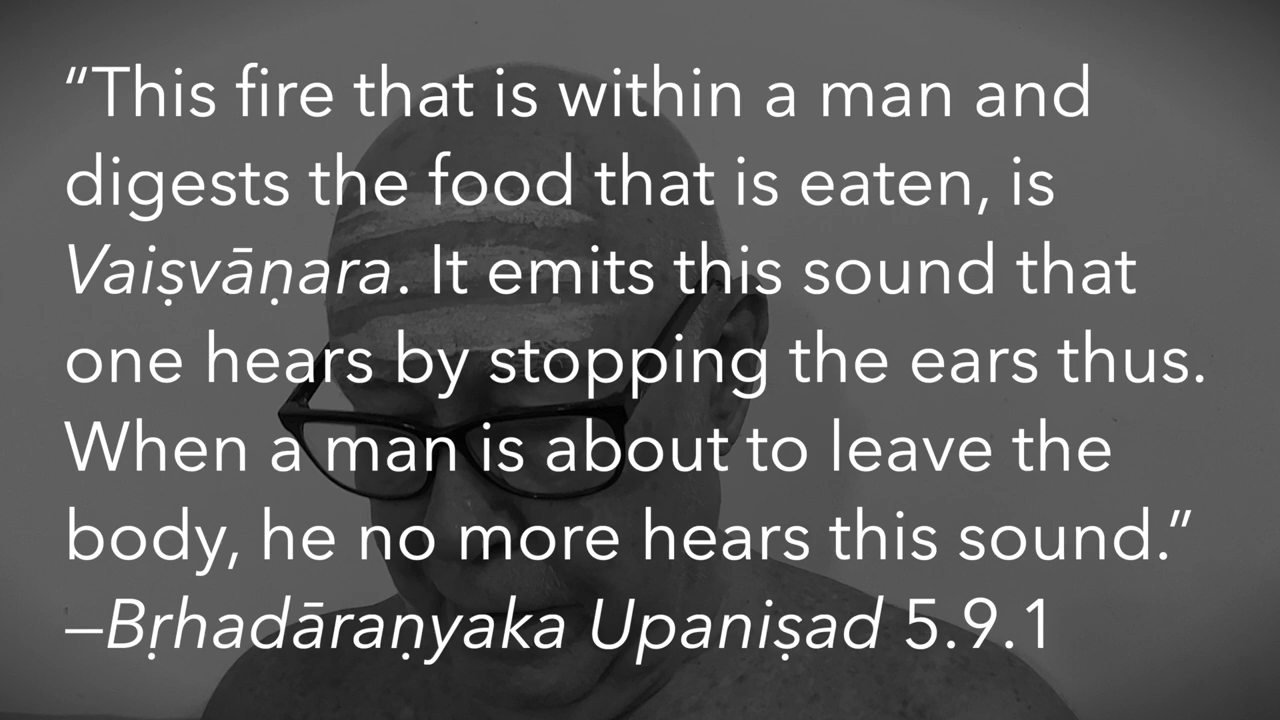 “This fire that is within a man and
digests the food that is eaten, is
Vaiṣvāṇara. It emits this sound that
one hears by stopping the ears thus.
When a man is about to leave the
body, he no more hears this sound.”
—Bṛhadāraṇyaka Upaniṣad 5.9.1